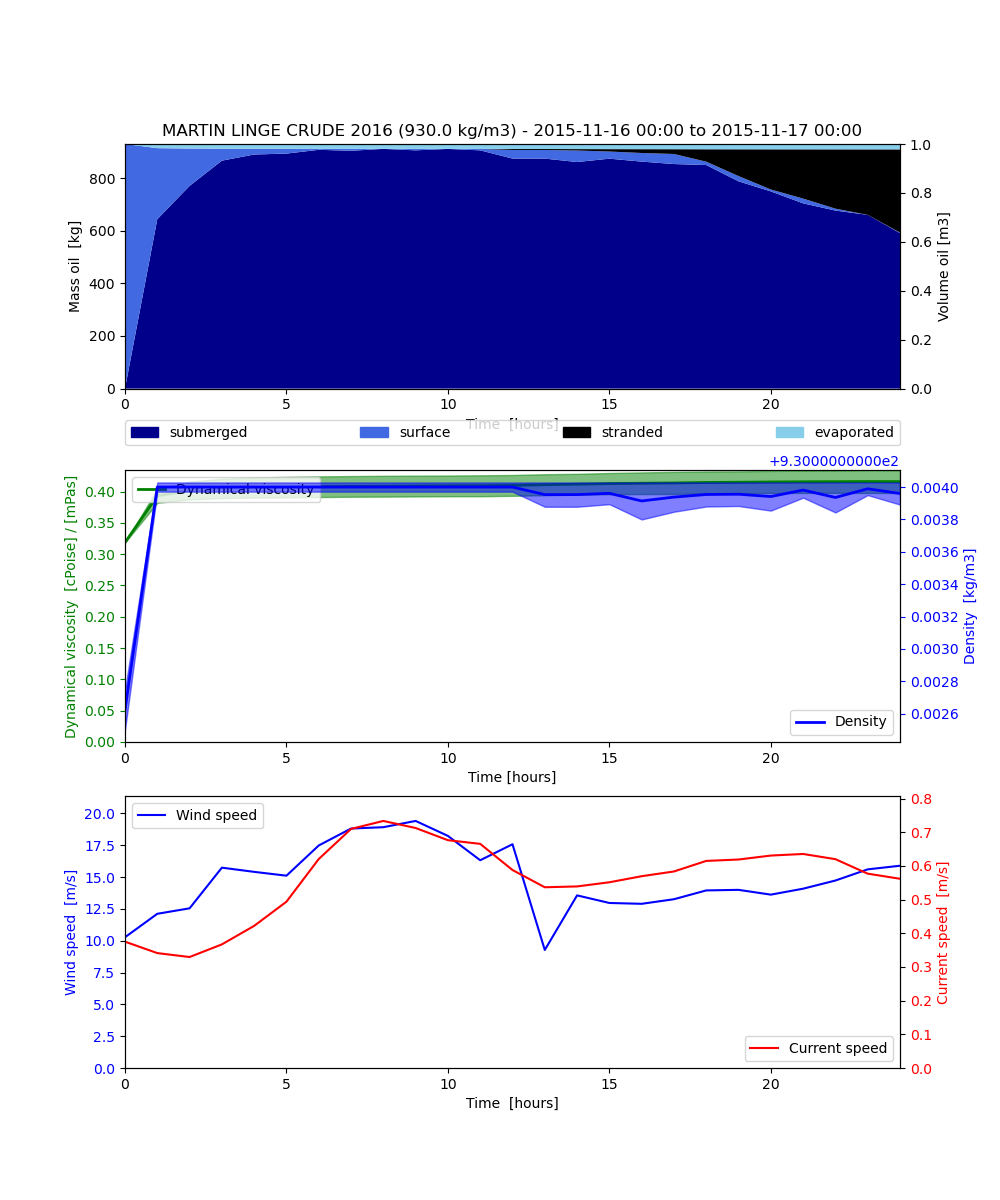 MARTIN LINGE CRUDE 2016 (930.0 kg/m3) - 2015-11-16 00:00 to 2015-11-17 00:00
Mass oil [kg]
800
600
400
200
0
1.0
0.8
0.6
0.4
0.2
0.0
Volume oil [m3]
0 5 10 15 20
Time [hours]
submerged surface stranded evaporated
+9.3000000000e2
Dynamical viscosity [cPoise] / [mPas]
0.40
0.35
0.30
0.25
0.20
0.15
0.10
0.05
0.00
Dynamical viscosity
0.0040
0.0038
0.0036
0.0034
0.0032
0.0030
0.0028
0.0026
Density [kg/m3]
Density
0 5 10 15 20
Time [hours]
Wind speed [m/s]
20.0
17.5
15.0
12.5
10.0
7.5
5.0
2.5
0.0
Wind speed
0.8
0.7
0.6
0.5
0.4
0.3
0.2
0.1
0.0
Current speed [m/s]
Current speed
0 5 10 15 20
Time [hours]